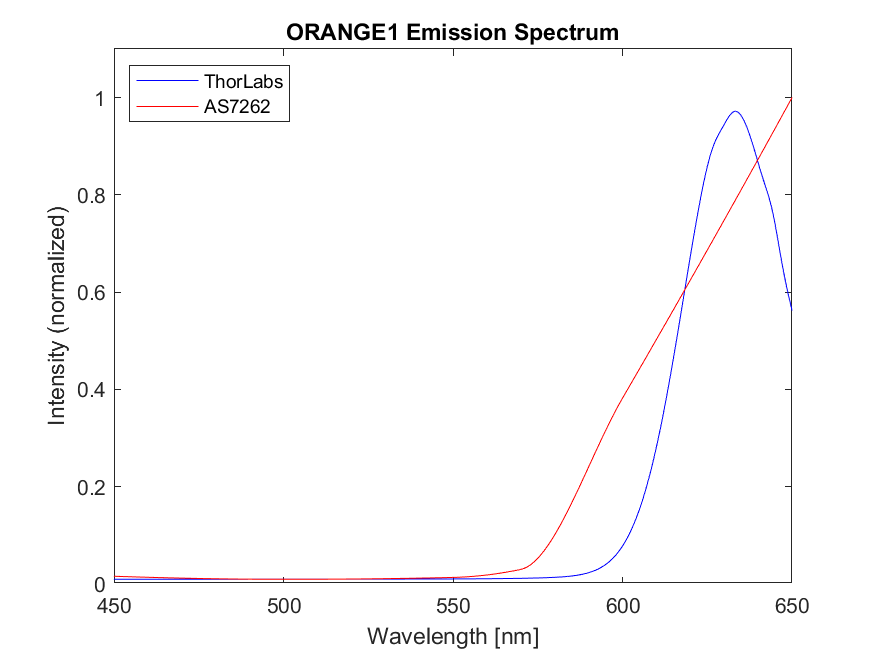 ORANGE1 Emission Spectrum
ThorLabs
AS7262
Intensity (normalized)
1
0.8
0.6
0.4
0.2
0
450
500
550
600
650
Wavelength [nm]